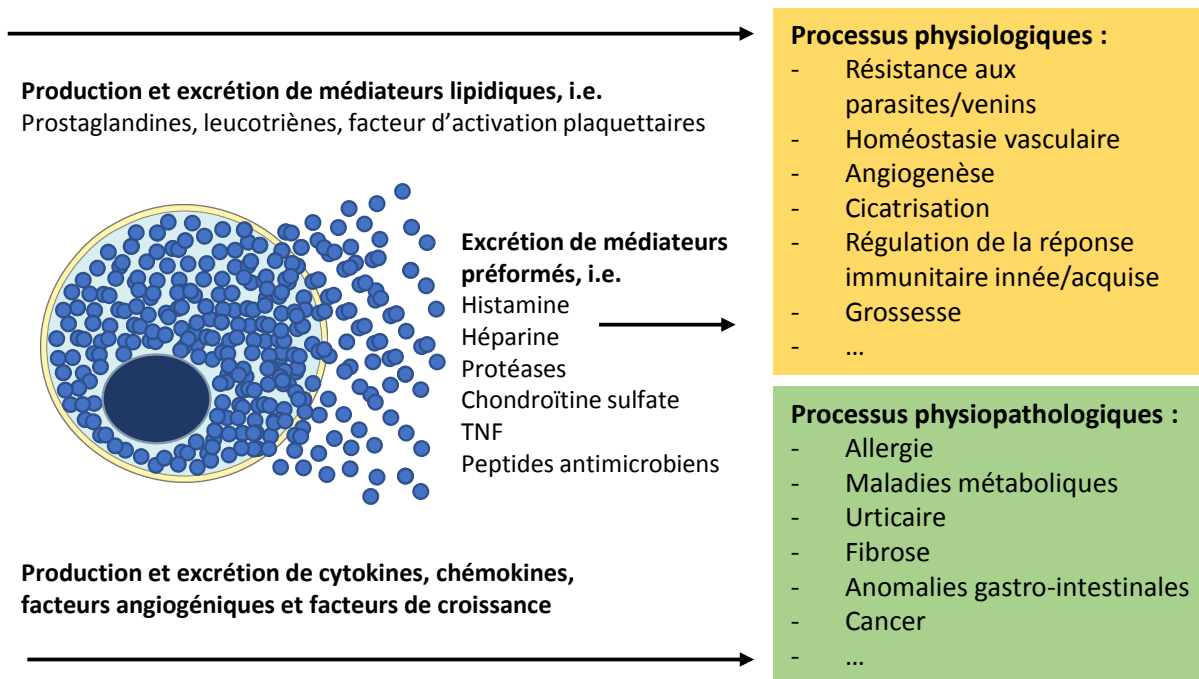 Production et excrétion de médiateurs lipidiques, i.e.
Prostaglandines, leucotriènes, facteur d’activation plaquettaires
Excrétion de médiateurs
préformés, i.e.
Histamine
Héparine
Protéases
Chondroïtine sulfate
TNF
Peptides antimicrobiens
Production et excrétion de cytokines, chémokines,
facteurs angiogéniques et facteurs de croissance
Processus physiologiques :
- Résistance aux
parasites/venins
- Homéostasie vasculaire
- Angiogenèse
- Cicatrisation
- Régulation de la réponse
immunitaire innée/acquise
- Grossesse
- ...
Processus physiopathologiques :
- Allergie
- Maladies métaboliques
- Urticaire
- Fibrose
- Anomalies gastro-intestinales
- Cancer
- ...